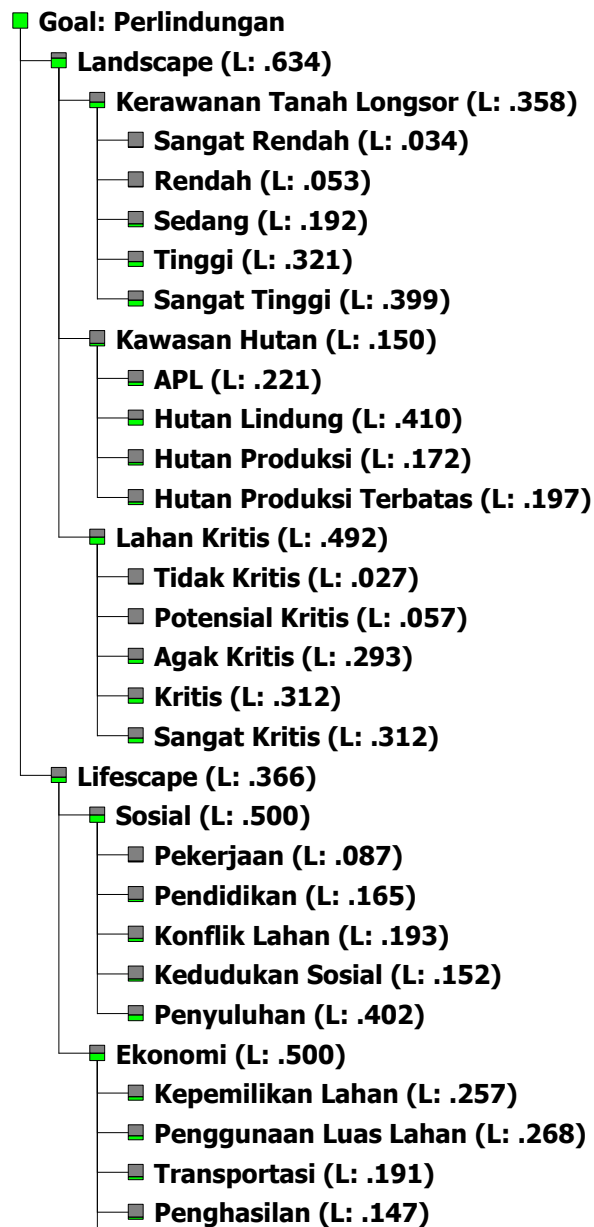 Goal: Perlindungan
Landscape (L: .634)
Kerawanan Tanah Longsor (L: .358)
Sangat Rendah (L: .034)
Rendah (L: .053)
Sedang (L: .192)
Tinggi (L: .321)
Sangat Tinggi (L: .399)
Kawasan Hutan (L: .150)
APL (L: .221)
Hutan Lindung (L: .410)
Hutan Produksi (L: .172)
Hutan Produksi Terbatas (L: .197)
Lahan Kritis (L: .492)
Tidak Kritis (L: .027)
Potensial Kritis (L: .057)
Agak Kritis (L: .293)
Kritis (L: .312)
Sangat Kritis (L: .312)
Lifescape (L: .366)
Sosial (L: .500)
Pekerjaan (L: .087)
Pendidikan (L: .165)
Konflik Lahan (L: .193)
Kedudukan Sosial (L: .152)
Penyuluhan (L: .402)
Ekonomi (L: .500)
Kepemilikan Lahan (L: .257)
Penggunaan Luas Lahan (L: .268)
Transportasi (L: .191)
Penghasilan (L: .147)